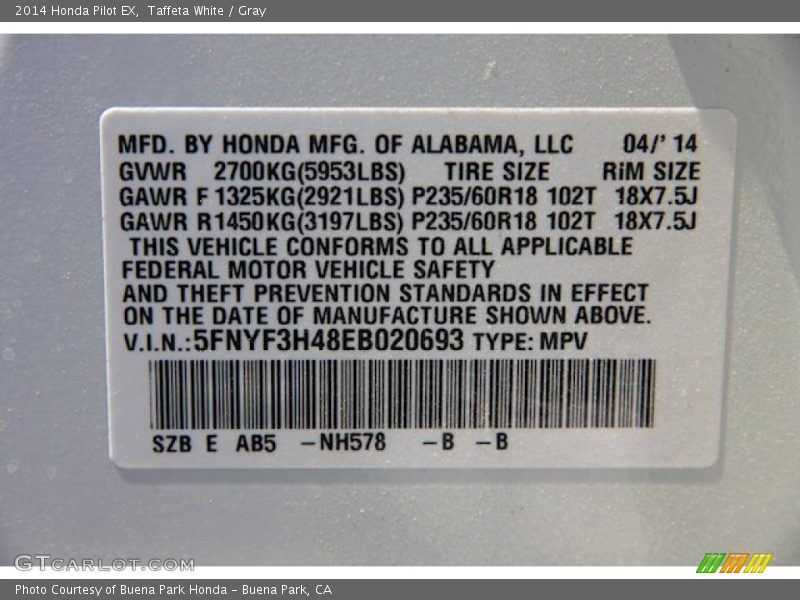 2014 Honda Pilot EX, Taffeta White / Gray
MFD. BY HONDA MFG. OF ALABAMA, LLC 04/' 14
GVWR 2700KG(5953LBS) TIRE SIZE RiM SIZE
GAWR F 1325KG(2921LBS) P235/60R18 102T 18X7.5J
GAWR R1450KG(3197LBS) P235/60R18 102T 18X7.5J
THIS VEHICLE CONFORMS TO ALL APPLICABLE
FEDERAL MOTOR VEHICLE SAFETY
AND THEFT PREVENTION STANDARDS IN EFFECT
ON THE DATE OF MANUFACTURE SHOWN ABOVE.
V.I.N.:5FNYF3H48EB020693 TYPE: MPV
SZB E AB5 –NH578 –B –B
GTCARLOT.COM
Photo Courtesy of Buena Park Honda - Buena Park, CA